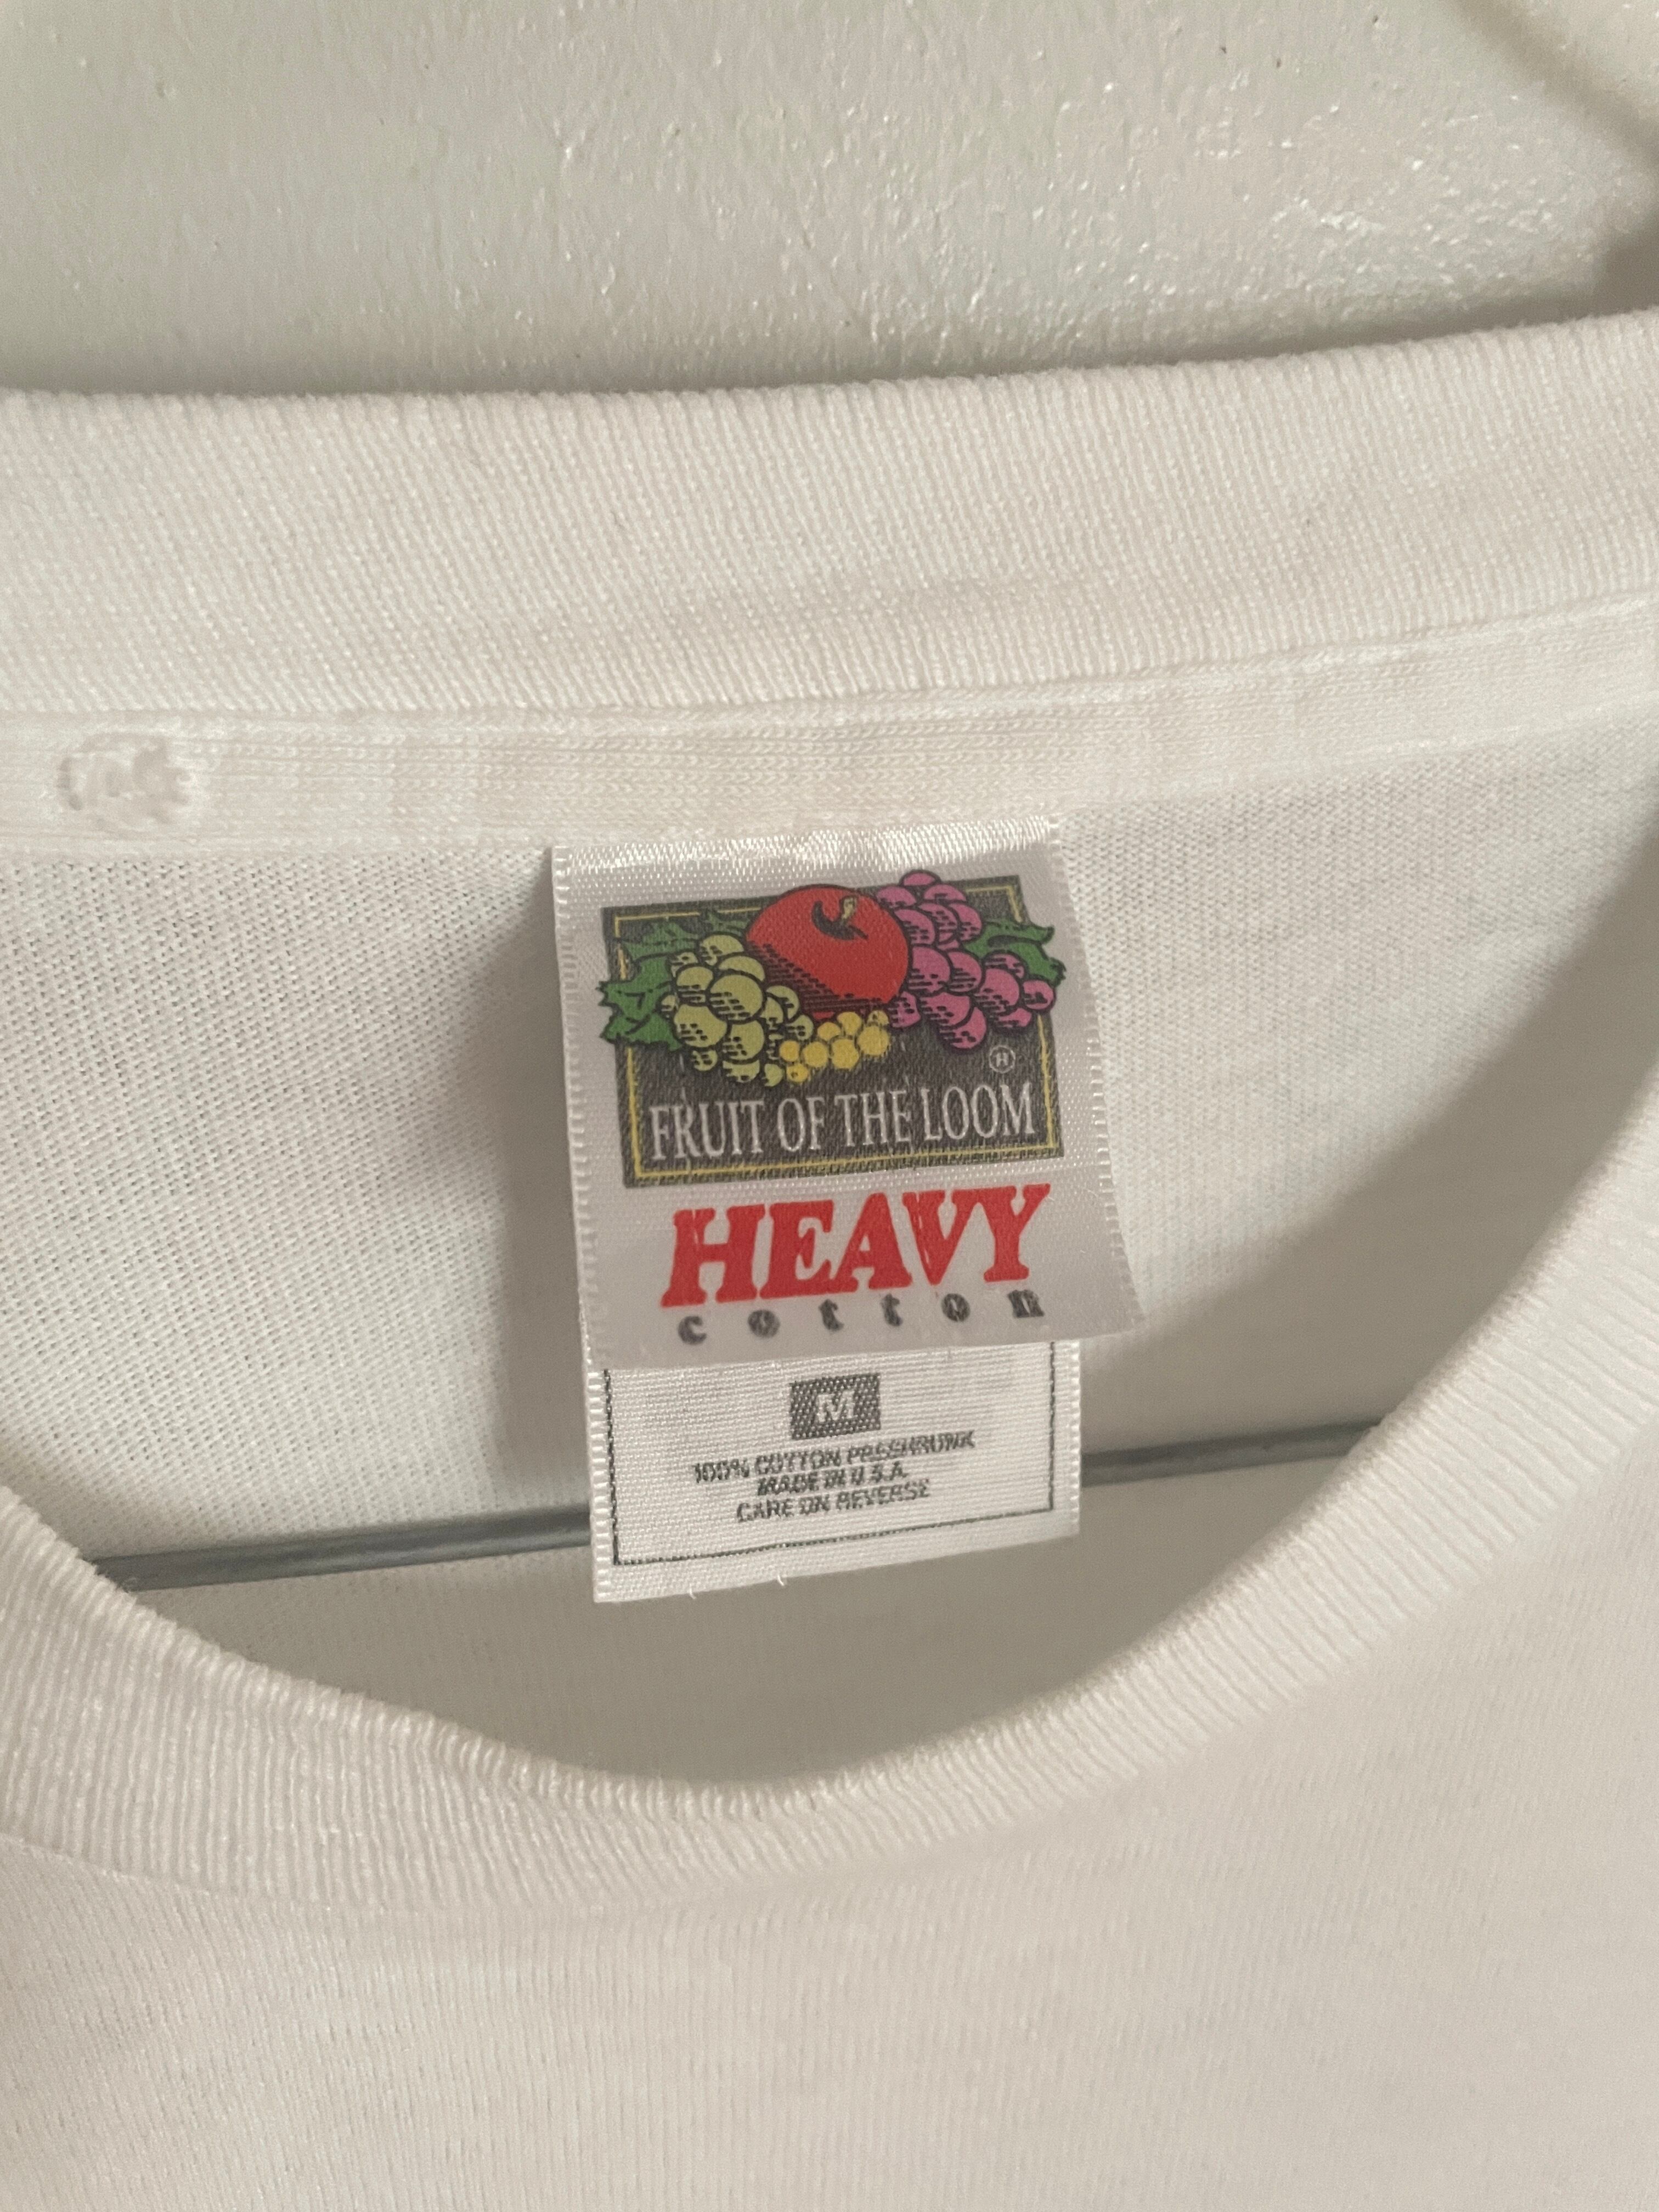 ®
FRUIT OF THE LOOM
HEAVY
cotton
M
100% COTTON PRESHRUNK
MADE IN U.S.A.
CARE ON REVERSE